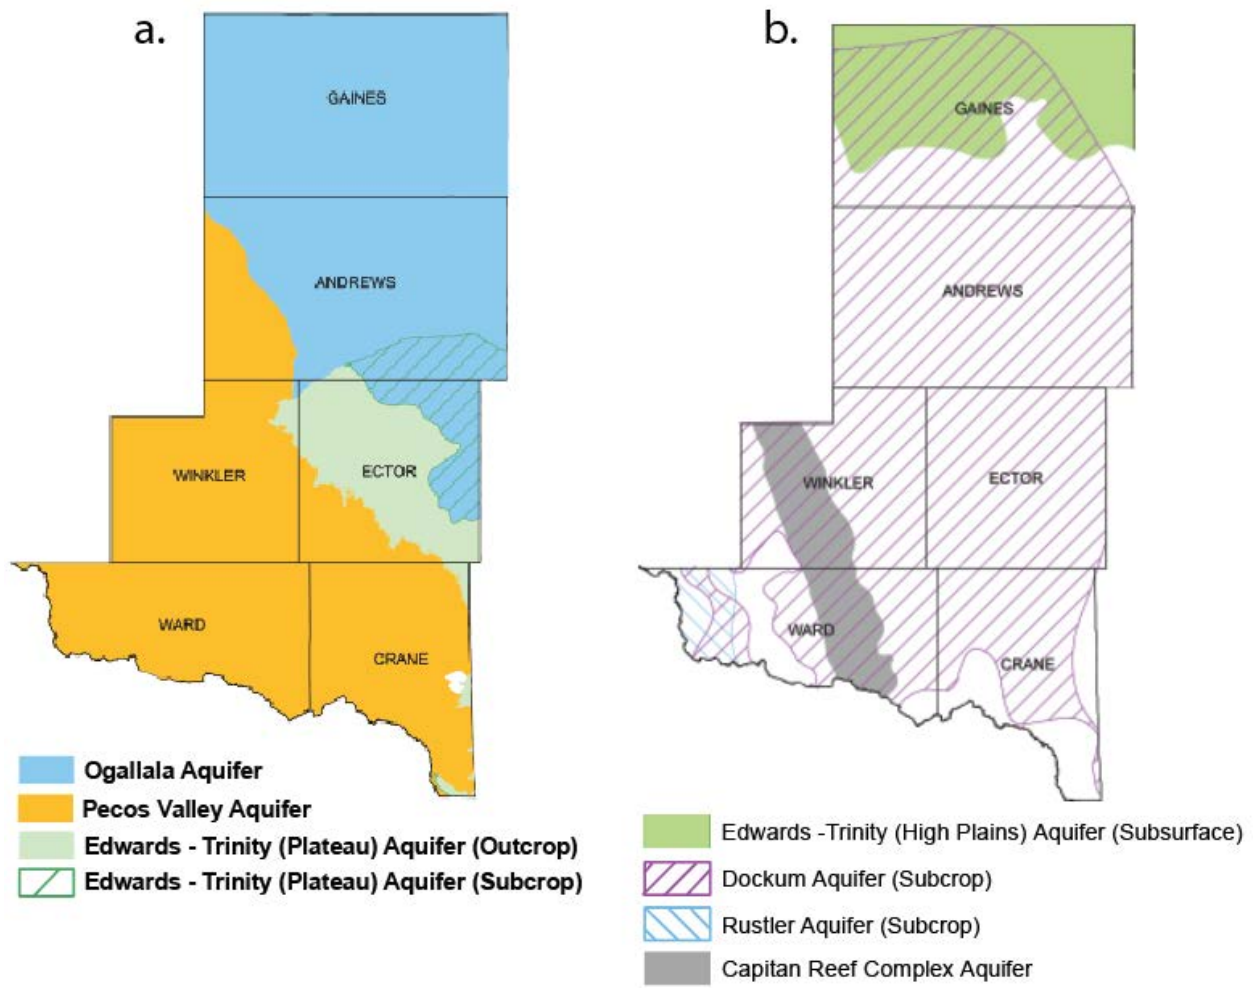 a.
GAINES
ANDREWS
WINKLER
ECTOR
WARD
CRANE
Ogallala Aquifer
Pecos Valley Aquifer
Edwards - Trinity (Plateau) Aquifer (Outcrop)
Edwards - Trinity (Plateau) Aquifer (Subcrop)
b.
GAINES
ANDREWS
WINKLER
ECTOR
WARD
CRANE
Edwards -Trinity (High Plains) Aquifer (Subsurface)
Dockum Aquifer (Subcrop)
Rustler Aquifer (Subcrop)
Capitan Reef Complex Aquifer